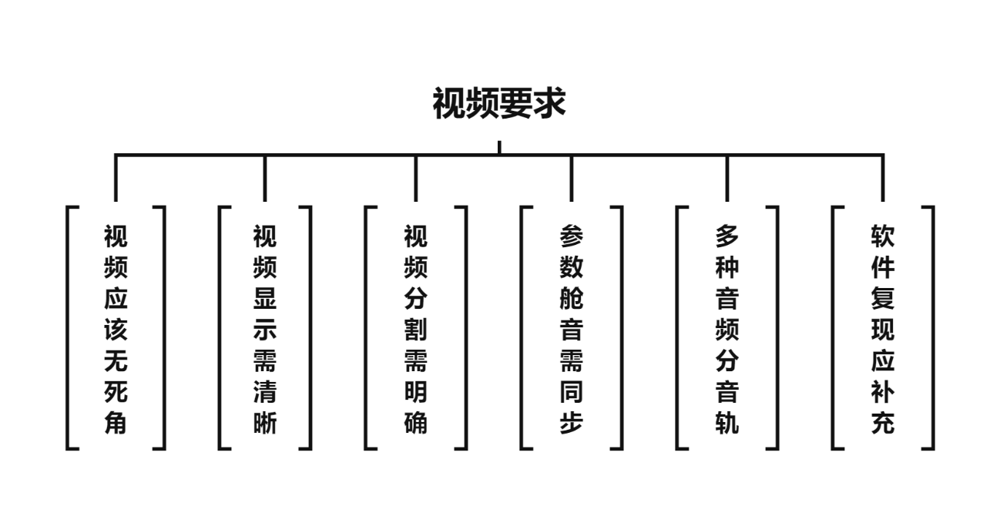 视频要求
视频应该无死角
视频显示需清晰
视频分割需明确
参数舱音需同步
多种音频分音轨
软件复现应补充